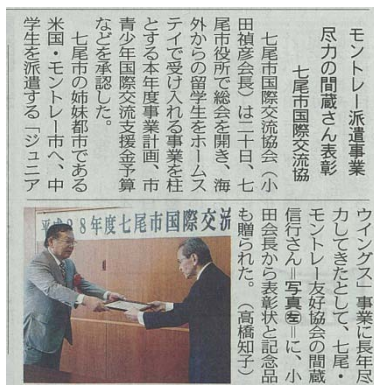 モントレー派遣事業
尽力の間蔵さん表彰
七尾市国際交流協
七尾市国際交流協会（小
田禎彦会長）は二十日、七
尾市役所で総会を開き、海
外からの留学生をホームス
テイで受け入れる事業を柱
とする本年度事業計画、市
青少年国際交流支援金予算
などを承認した。
七尾市の姉妹都市である
米国・モントレー市へ、中
学生を派遣する「ジュニア
ウイングス」事業に長年尽
力してきたとして、七尾・
モントレー友好協会の間蔵
信行さん＝写真㊧＝に、小
田会長から表彰状と記念品
も贈られた。（高橋知子）
平成28年度七尾市国際交流